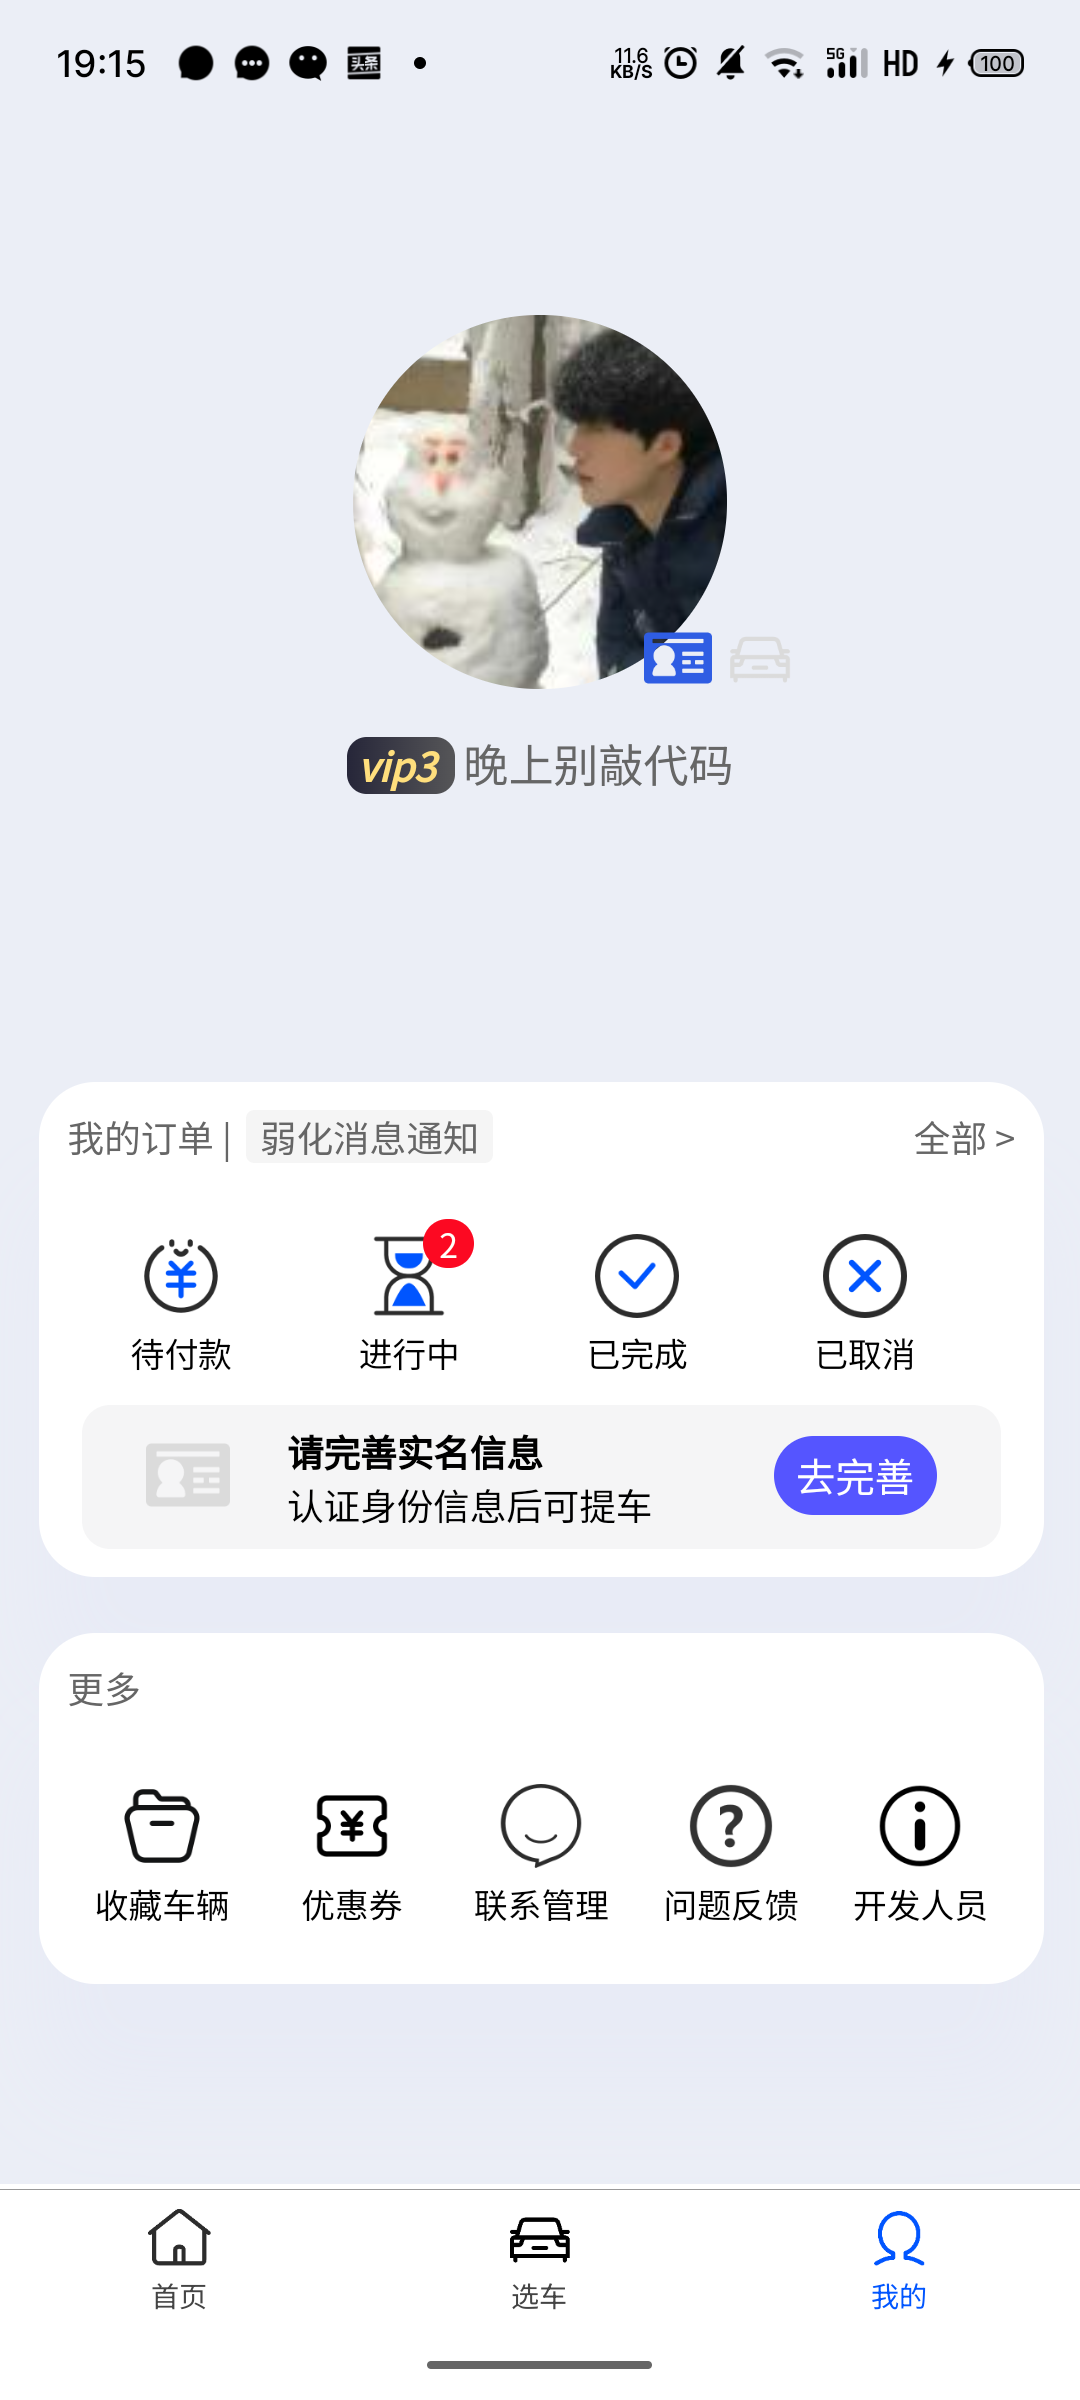 19:15
头条
11.6 KB/S
5G
HD
100
vip3 晚上别敲代码
我的订单 | 弱化消息通知
全部 >
2
待付款
进行中
已完成
已取消
请完善实名信息
认证身份信息后可提车
去完善
更多
收藏车辆
优惠券
联系管理
问题反馈
开发人员
首页
选车
我的